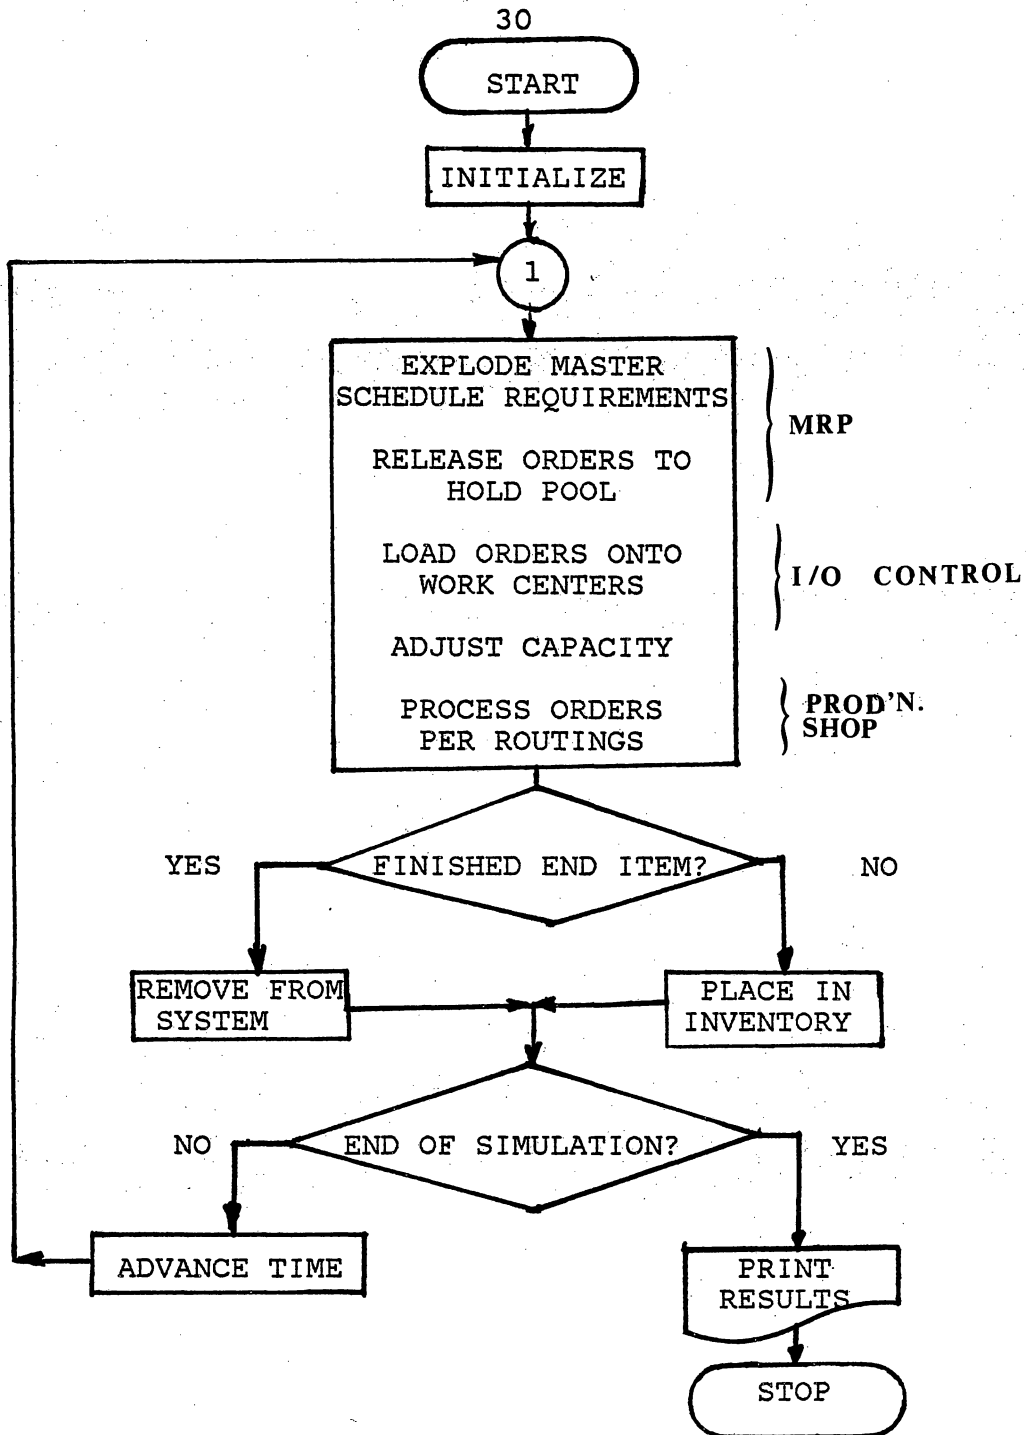 30
START
INITIALIZE
1
EXPLODE MASTER
SCHEDULE REQUIREMENTS
MRP
RELEASE ORDERS TO
HOLD POOL
LOAD ORDERS ONTO
WORK CENTERS
I/O CONTROL
ADJUST CAPACITY
PROCESS ORDERS
PER ROUTINGS
PROD'N.
SHOP
YES
FINISHED END ITEM?
NO
REMOVE FROM
SYSTEM
PLACE IN
INVENTORY
NO
END OF SIMULATION?
YES
ADVANCE TIME
PRINT
RESULTS
STOP